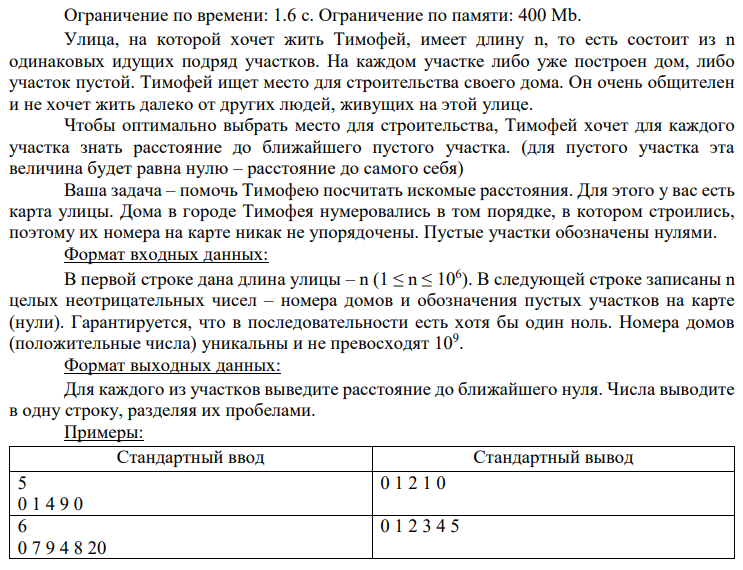 Ограничение по времени: 1.6 с. Ограничение по памяти: 400 Mb.
Улица, на которой хочет жить Тимофей, имеет длину n, то есть состоит из n
одинаковых идущих подряд участков. На каждом участке либо уже построен дом, либо
участок пустой. Тимофей ищет место для строительства своего дома. Он очень общителен
и не хочет жить далеко от других людей, живущих на этой улице.
Чтобы оптимально выбрать место для строительства, Тимофей хочет для каждого
участка знать расстояние до ближайшего пустого участка. (для пустого участка эта
величина будет равна нулю – расстояние до самого себя)
Ваша задача – помочь Тимофею посчитать искомые расстояния. Для этого у вас есть
карта улицы. Дома в городе Тимофея нумеровались в том порядке, в котором строились,
поэтому их номера на карте никак не упорядочены. Пустые участки обозначены нулями.
Формат входных данных:
В первой строке дана длина улицы – n (1 ≤ n ≤ 10⁶). В следующей строке записаны n
целых неотрицательных чисел – номера домов и обозначения пустых участков на карте
(нули). Гарантируется, что в последовательности есть хотя бы один ноль. Номера домов
(положительные числа) уникальны и не превосходят 10⁹.
Формат выходных данных:
Для каждого из участков выведите расстояние до ближайшего нуля. Числа выводите
в одну строку, разделяя их пробелами.
Примеры:
Стандартный ввод Стандартный вывод
5 0 1 2 1 0
0 1 4 9 0
6 0 1 2 3 4 5
0 7 9 4 8 20